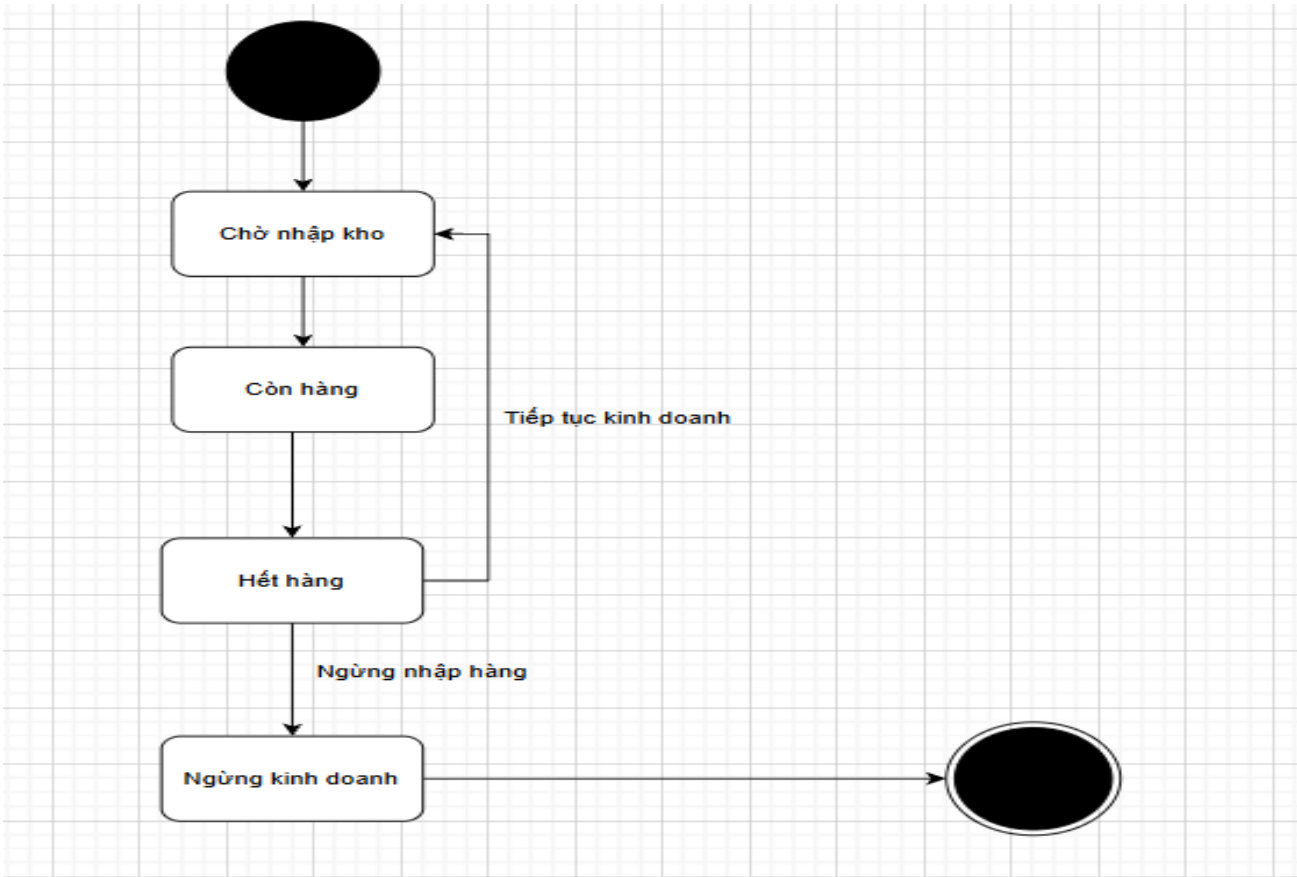 Chờ nhập kho
Còn hàng
Tiếp tục kinh doanh
Hết hàng
Ngừng nhập hàng
Ngừng kinh doanh